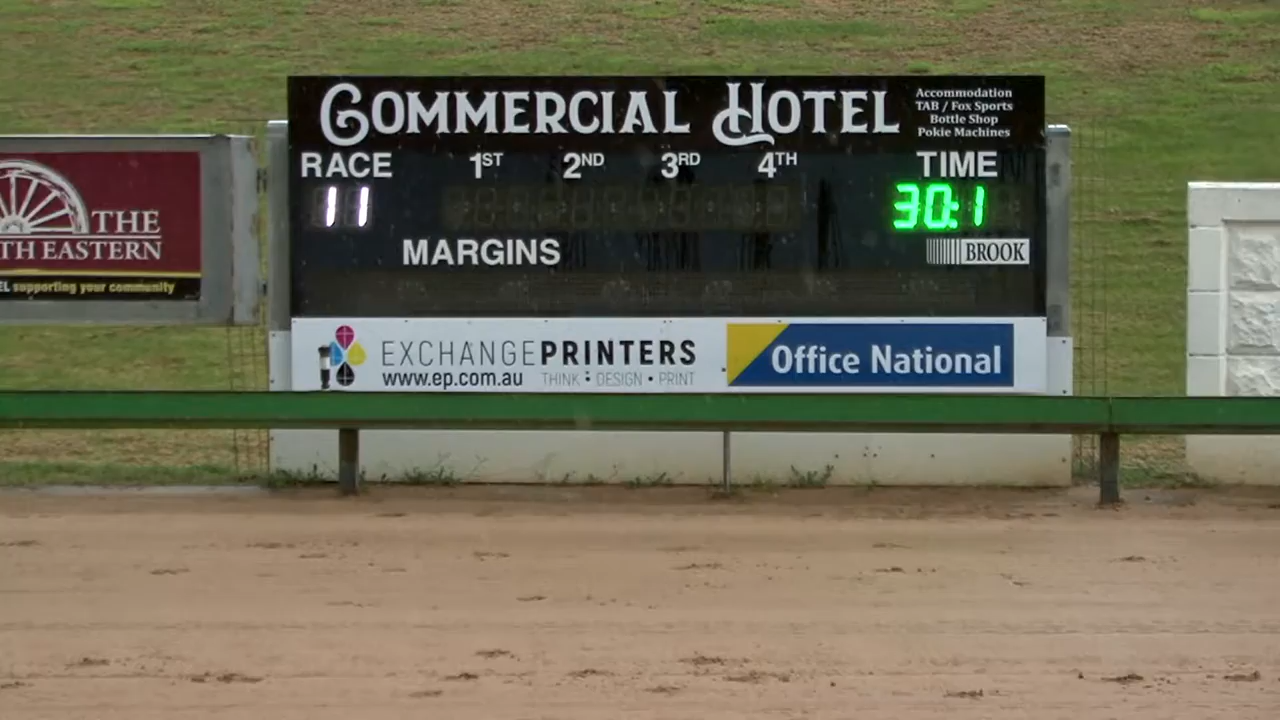 COMMERCIAL HOTEL
Accommodation
TAB / Fox Sports
Bottle Shop
Pokie Machines
RACE 1ST 2ND 3RD 4TH TIME
11 30:1
MARGINS
BROOK
THE
TH EASTERN
EL supporting your community
EXCHANGEPRINTERS
www.ep.com.au THINK : DESIGN • PRINT
Office National